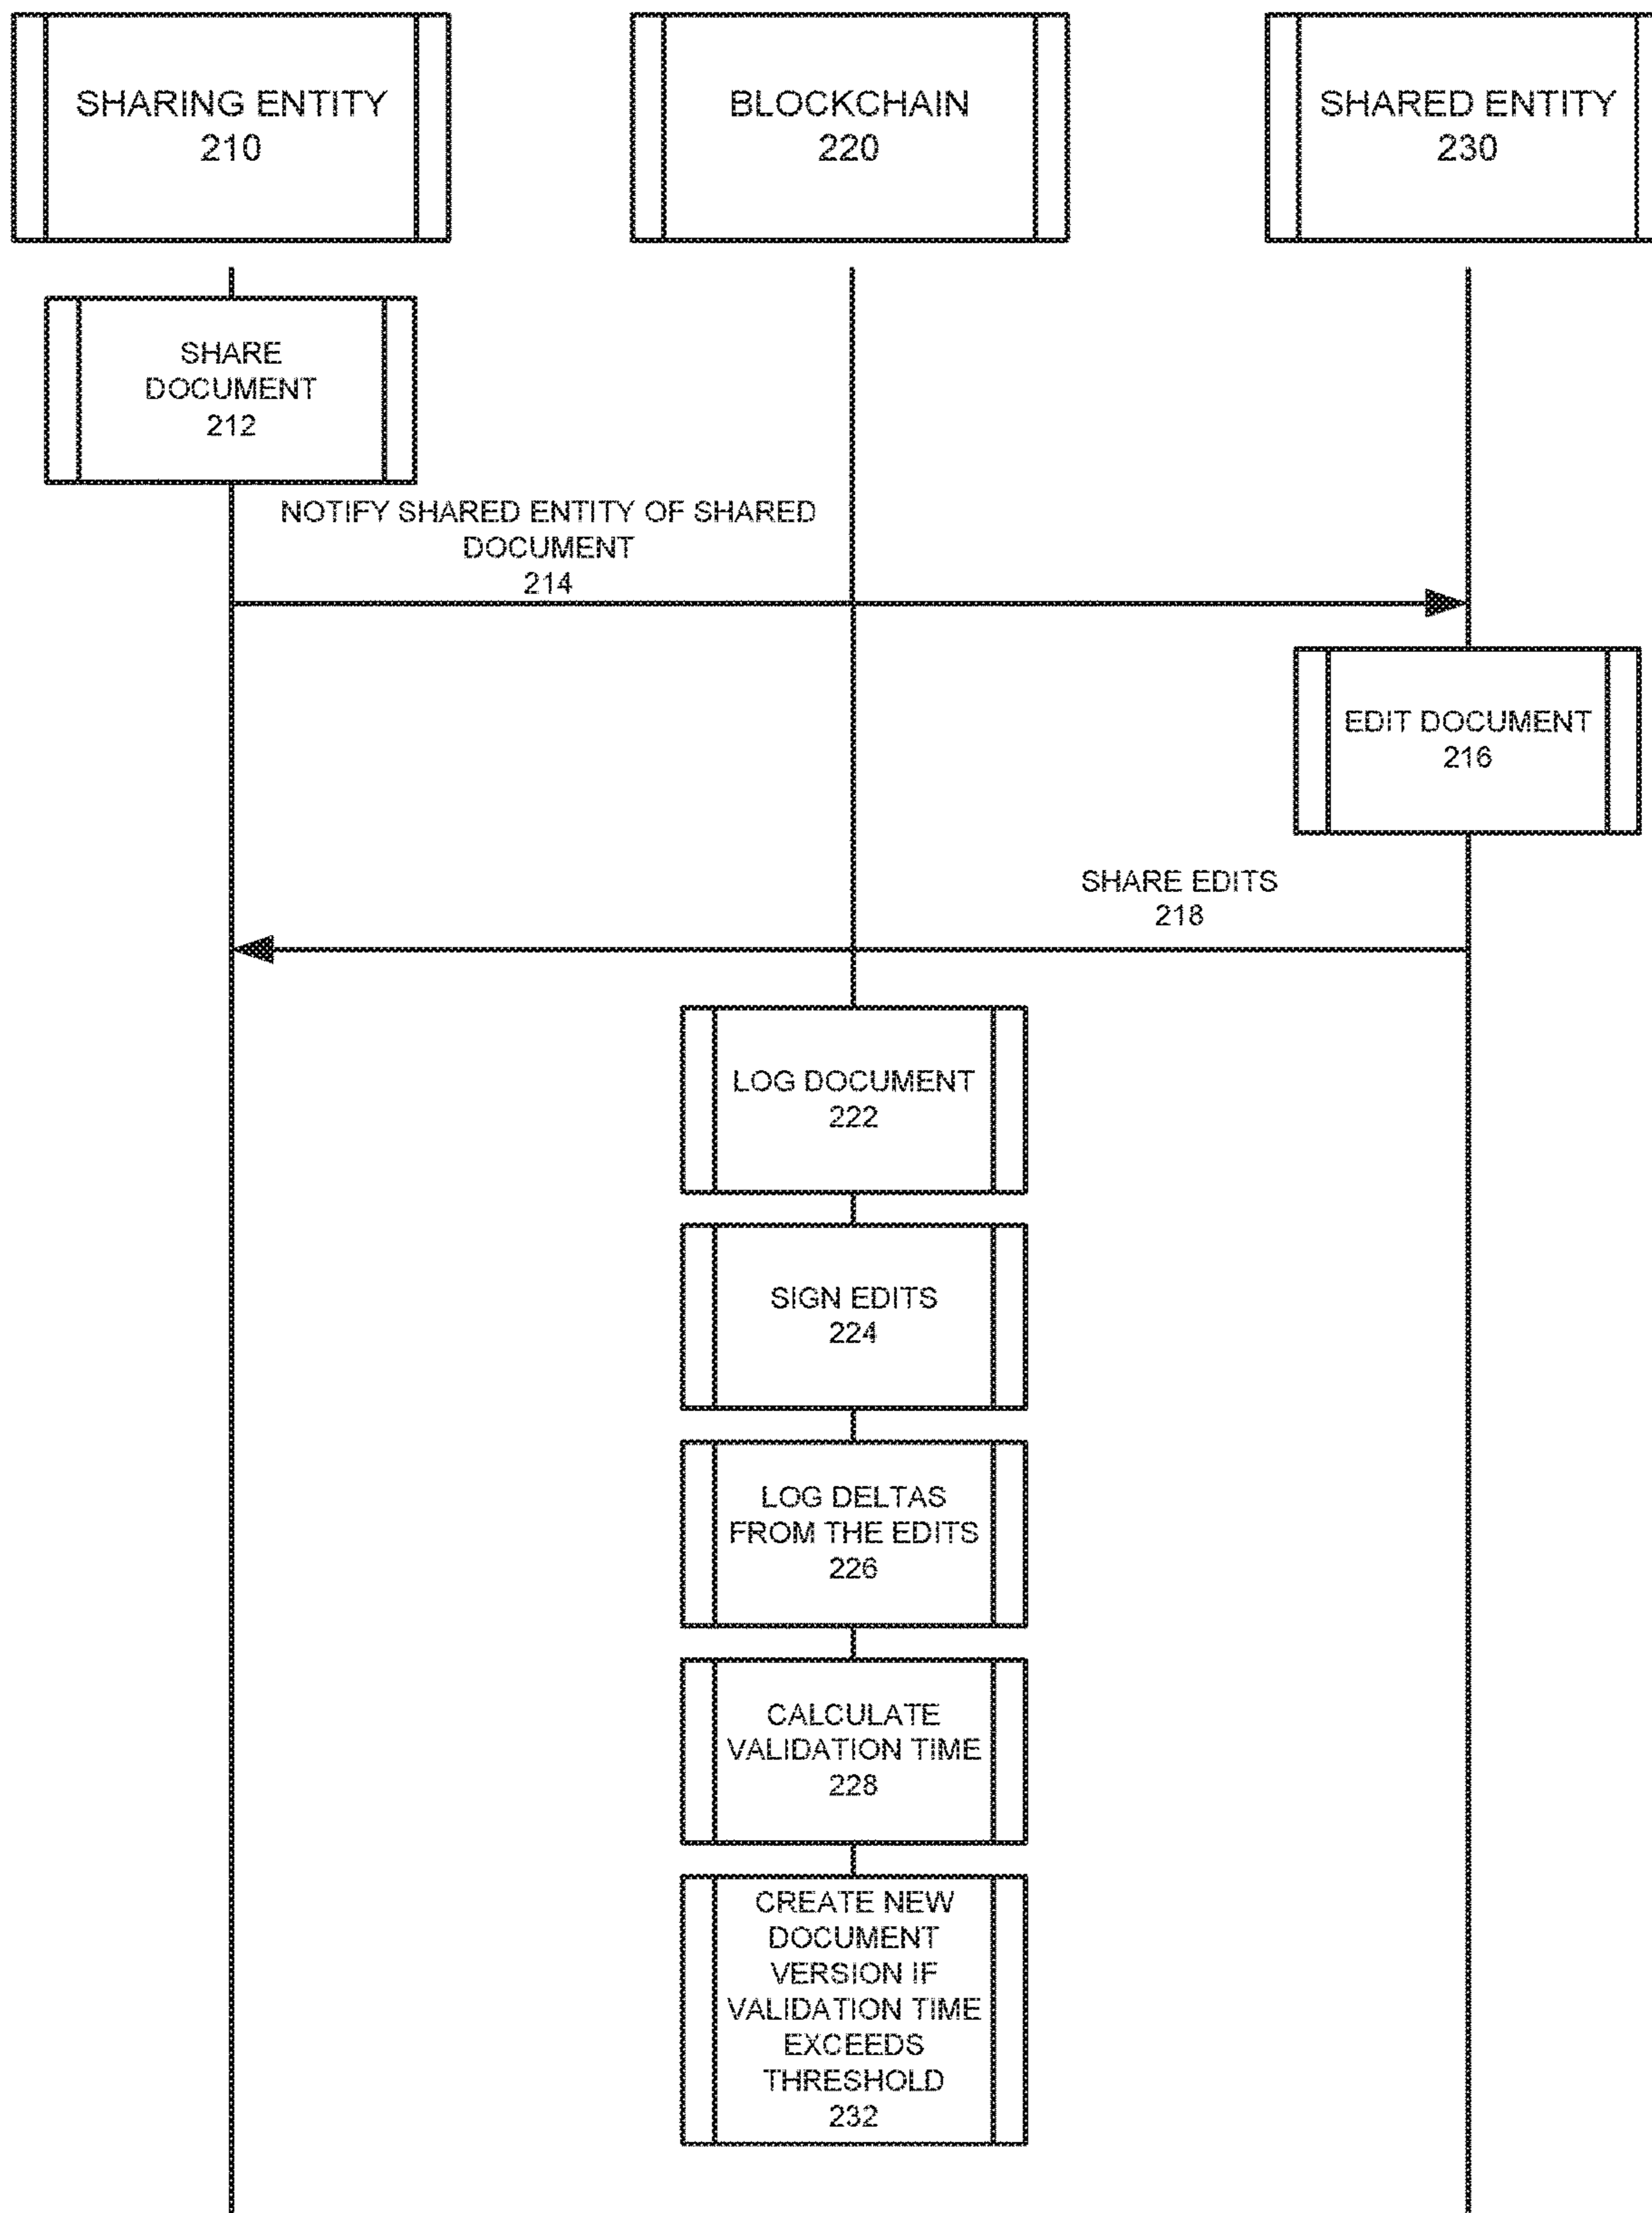 SHARING ENTITY
210
BLOCKCHAIN
220
SHARED ENTITY
230
SHARE
DOCUMENT
212
NOTIFY SHARED ENTITY OF SHARED
DOCUMENT
214
EDIT DOCUMENT
216
SHARE EDITS
218
LOG DOCUMENT
222
SIGN EDITS
224
LOG DELTAS
FROM THE EDITS
226
CALCULATE
VALIDATION TIME
228
CREATE NEW
DOCUMENT
VERSION IF
VALIDATION TIME
EXCEEDS
THRESHOLD
232